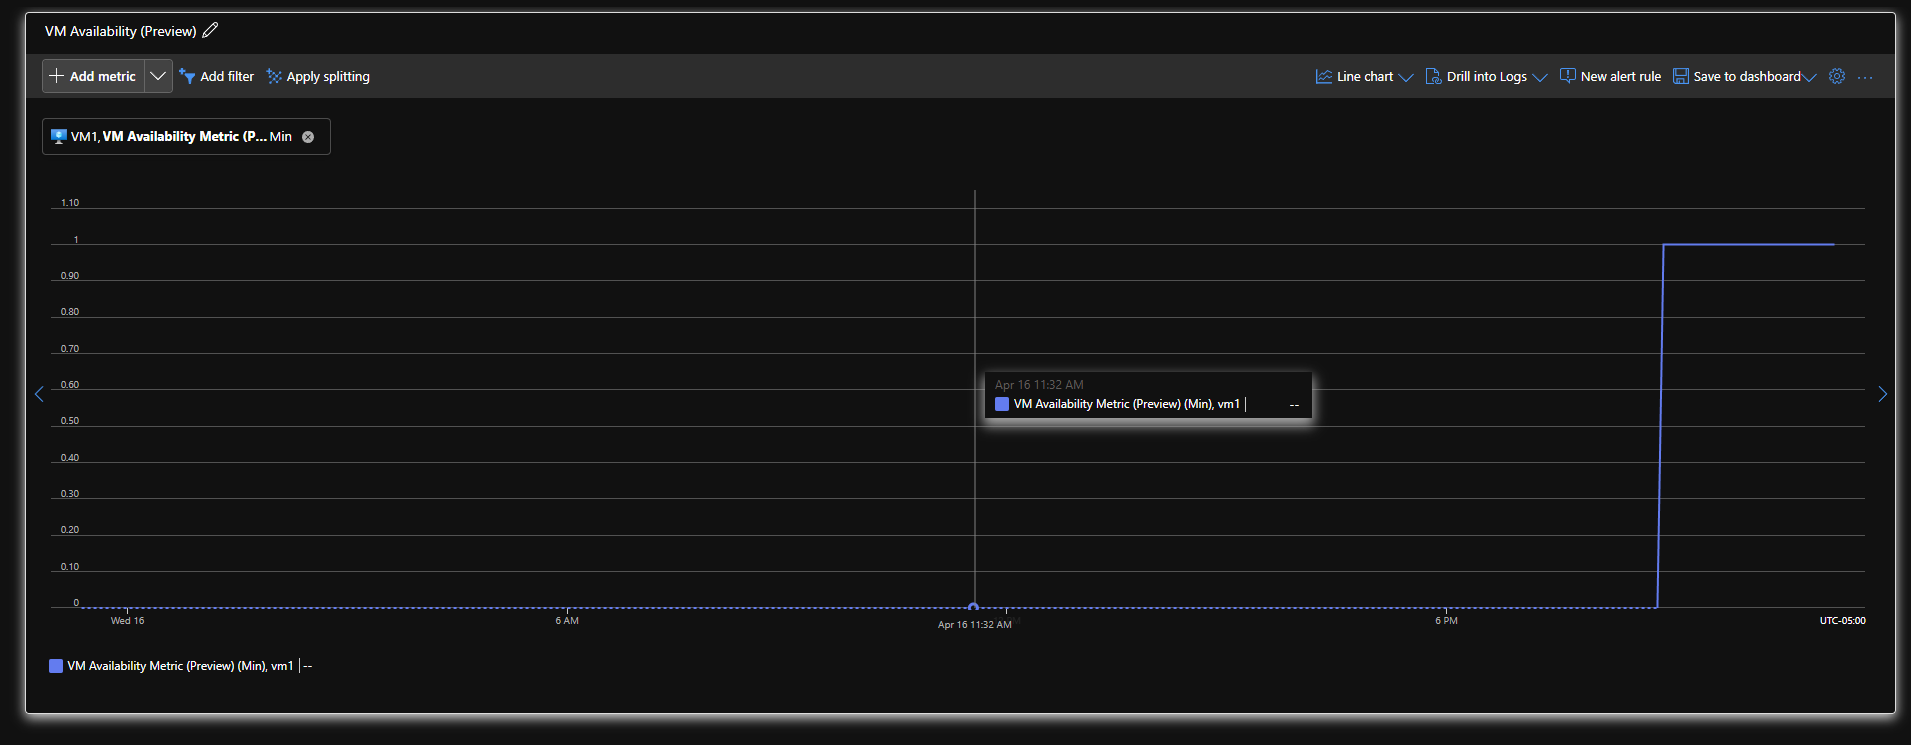 VM Availability (Preview)
Add metric Add filter Apply splitting Line chart Drill into Logs New alert rule Save to dashboard ...
VM1, VM Availability Metric (P... Min
1.10
1
0.90
0.80
0.70
0.60
0.50
0.40
0.30
0.20
0.10
0
Apr 16 11:32 AM
VM Availability Metric (Preview) (Min), vm1 | --
Wed 16 6 AM Apr 16 11:32 AM 6 PM UTC-05:00
VM Availability Metric (Preview) (Min), vm1 | --